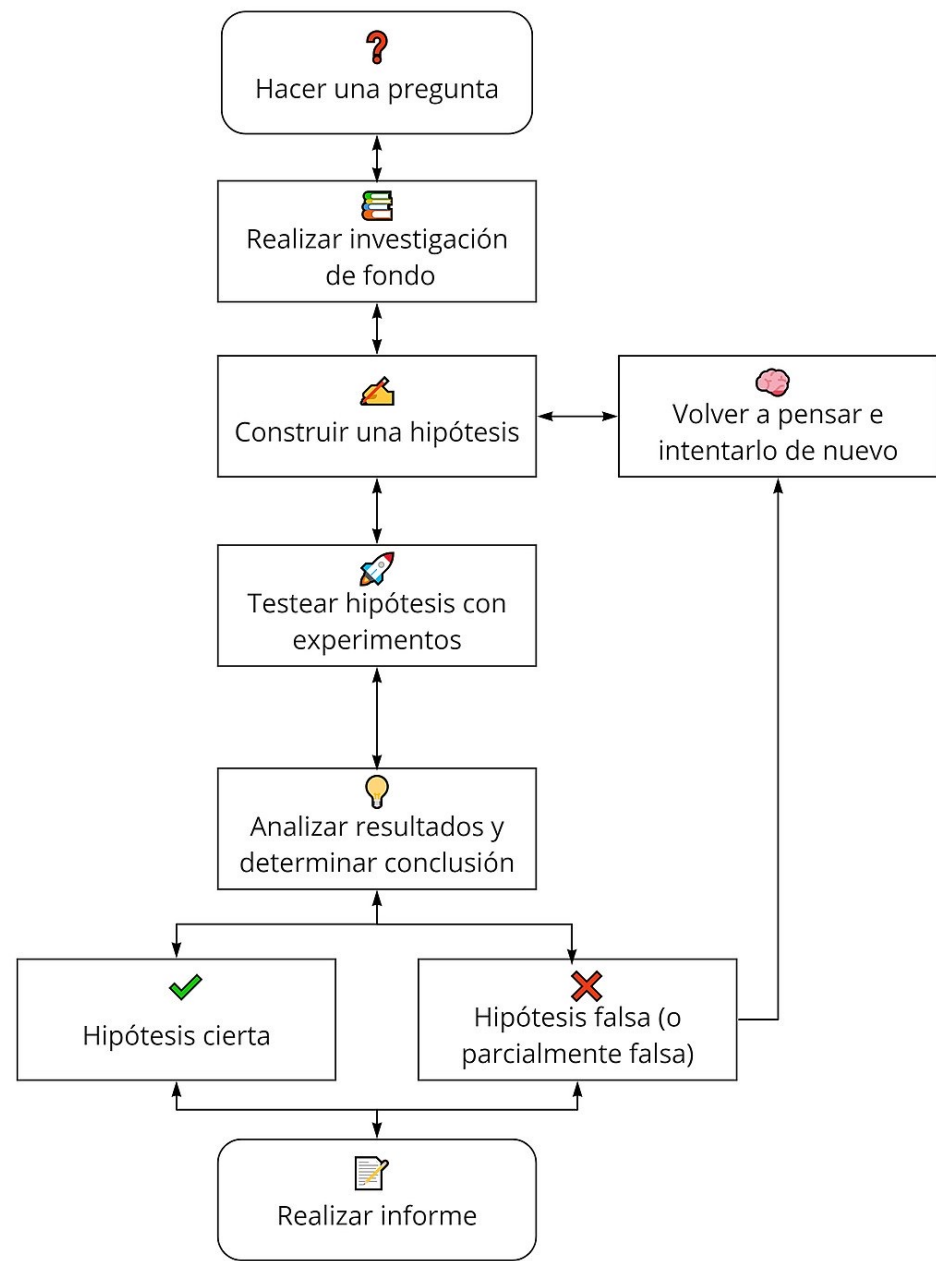 Hacer una pregunta
Realizar investigación
de fondo
Construir una hipótesis
Volver a pensar e
intentarlo de nuevo
Testear hipótesis con
experimentos
Analizar resultados y
determinar conclusión
Hipótesis cierta
Hipótesis falsa (o
parcialmente falsa)
Realizar informe